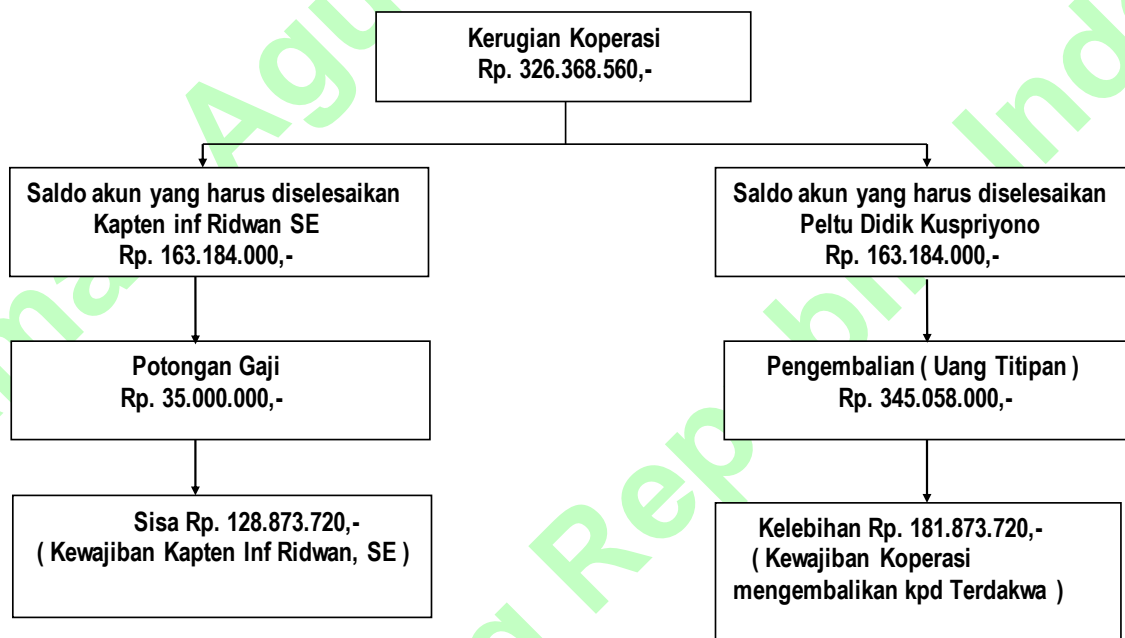 Kerugian Koperasi
Rp. 326.368.560,-
Saldo akun yang harus diselesaikan
Kapten inf Ridwan SE
Rp. 163.184.000,-
Saldo akun yang harus diselesaikan
Peltu Didik Kuspriyono
Rp. 163.184.000,-
Potongan Gaji
Rp. 35.000.000,-
Pengembalian ( Uang Titipan )
Rp. 345.058.000,-
Sisa Rp. 128.873.720,-
( Kewajiban Kapten Inf Ridwan, SE )
Kelebihan Rp. 181.873.720,-
( Kewajiban Koperasi
mengembalikan kpd Terdakwa )